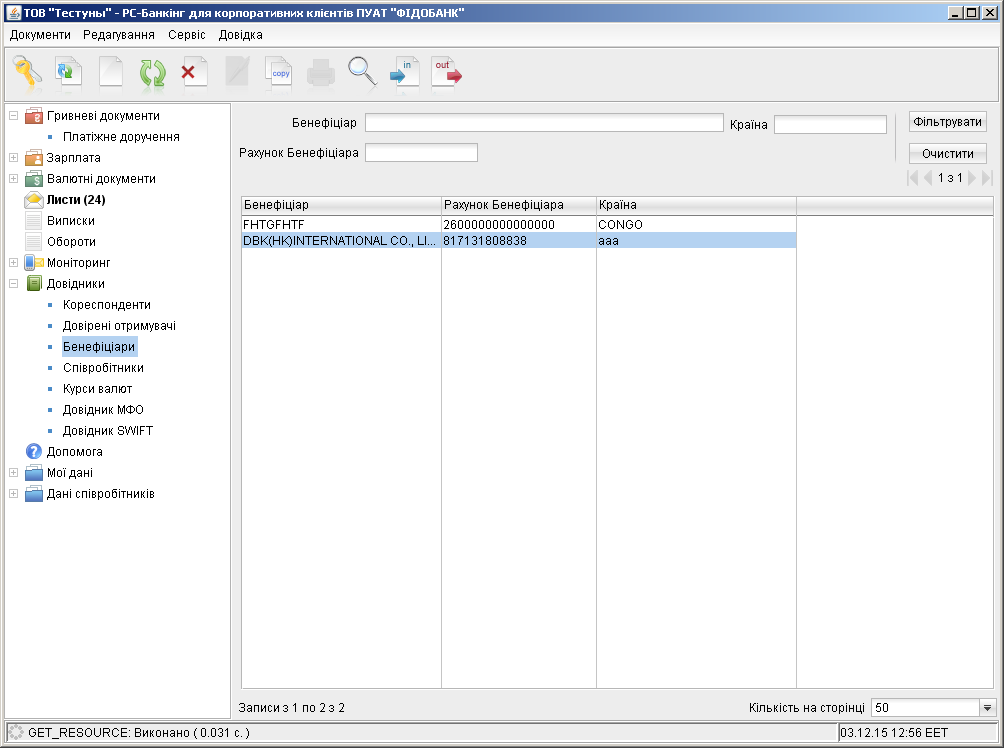 ТОВ "Тестуны" - РС-Банкінг для корпоративних клієнтів ПУАТ "ФІДОБАНК"
Документи Редагування Сервіс Довідка
copy in out
Гривневі документи
Платіжне доручення
Зарплата
Валютні документи
Листи (24)
Виписки
Обороти
Моніторинг
Довідники
Кореспонденти
Довірені отримувачі
Бенефіціари
Співробітники
Курси валют
Довідник МФО
Довідник SWIFT
Допомога
Мої дані
Дані співробітників
Бенефіціар Країна Фільтрувати
Рахунок Бенефіціара Очистити
1 з 1
Бенефіціар Рахунок Бенефіціара Країна
FHTGFHTF 2600000000000000 CONGO
DBK(HK)INTERNATIONAL CO., LI... 817131808838 aaa
Записи з 1 по 2 з 2 Кількість на сторінці 50
GET_RESOURCE: Виконано ( 0.031 с. ) 03.12.15 12:56 EET